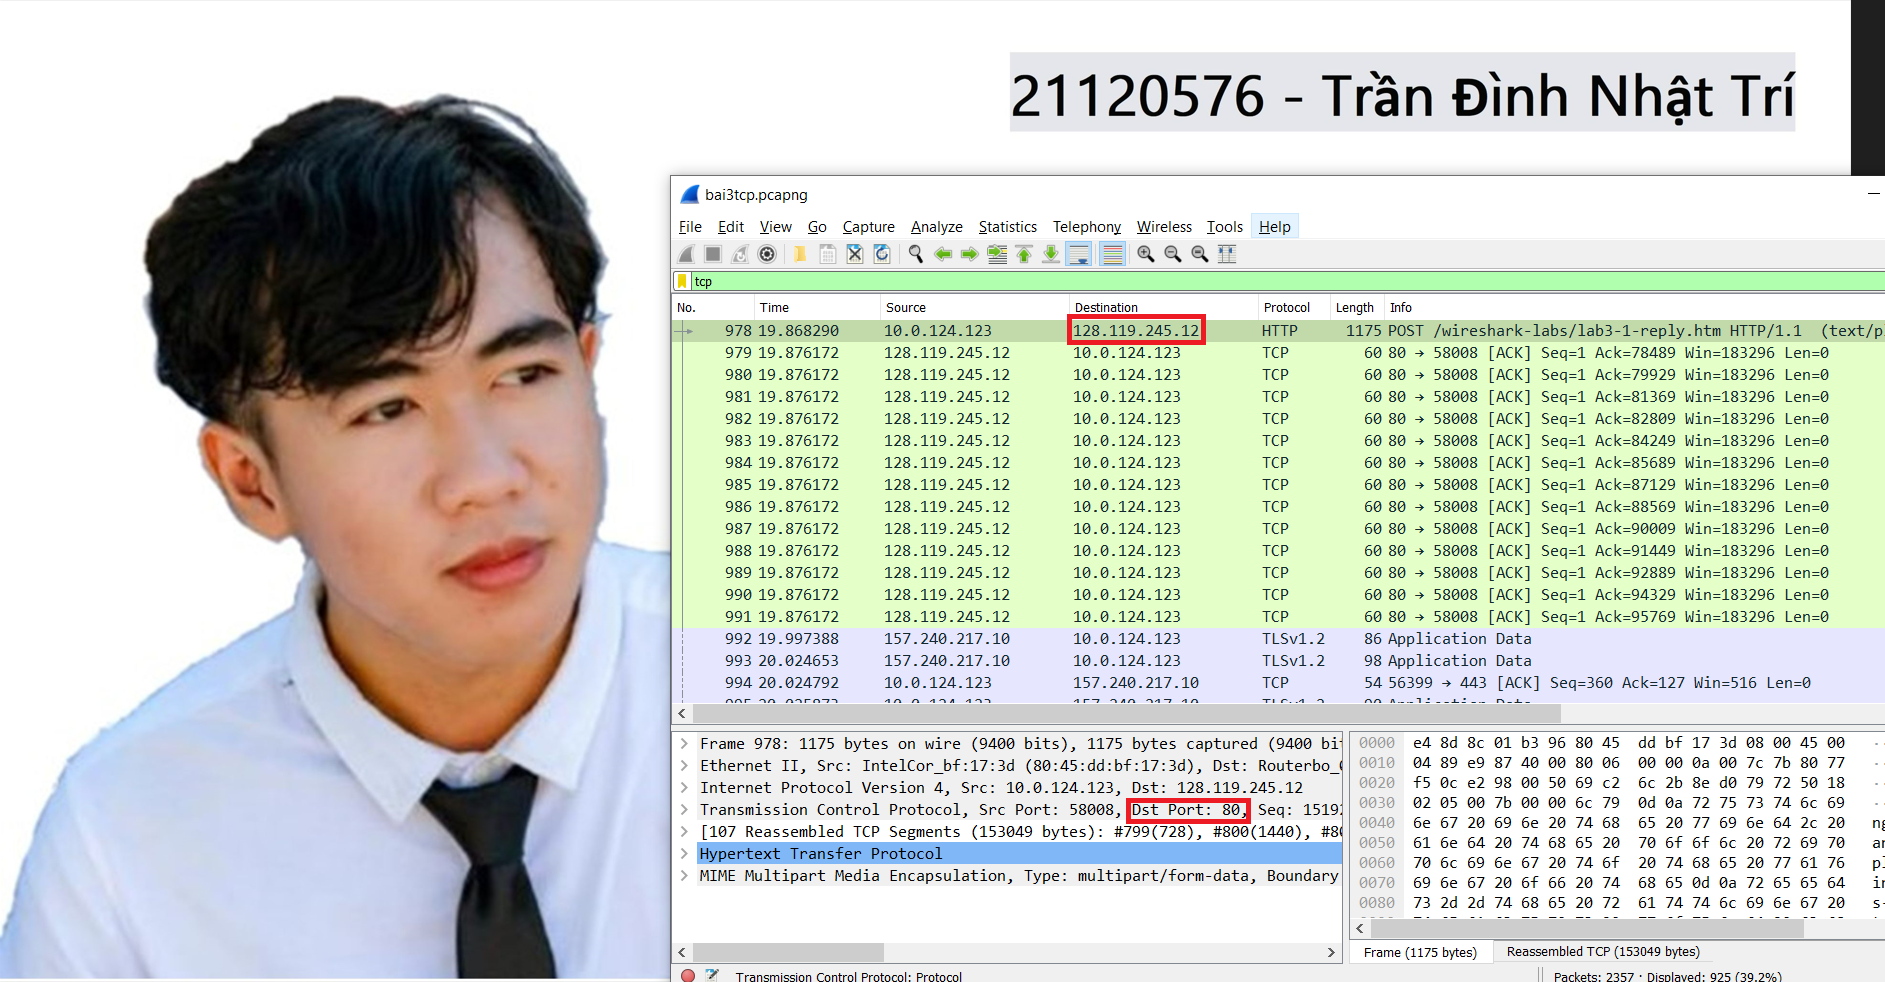 21120576 - Trần Đình Nhật Trí
bai3tcp.pcapng
File Edit View Go Capture Analyze Statistics Telephony Wireless Tools Help
tcp
No. Time Source Destination Protocol Length Info
978 19.868290 10.0.124.123 128.119.245.12 HTTP 1175 POST /wireshark-labs/lab3-1-reply.htm HTTP/1.1 (text/p
979 19.876172 128.119.245.12 10.0.124.123 TCP 60 80 → 58008 [ACK] Seq=1 Ack=78489 Win=183296 Len=0
980 19.876172 128.119.245.12 10.0.124.123 TCP 60 80 → 58008 [ACK] Seq=1 Ack=79929 Win=183296 Len=0
981 19.876172 128.119.245.12 10.0.124.123 TCP 60 80 → 58008 [ACK] Seq=1 Ack=81369 Win=183296 Len=0
982 19.876172 128.119.245.12 10.0.124.123 TCP 60 80 → 58008 [ACK] Seq=1 Ack=82809 Win=183296 Len=0
983 19.876172 128.119.245.12 10.0.124.123 TCP 60 80 → 58008 [ACK] Seq=1 Ack=84249 Win=183296 Len=0
984 19.876172 128.119.245.12 10.0.124.123 TCP 60 80 → 58008 [ACK] Seq=1 Ack=85689 Win=183296 Len=0
985 19.876172 128.119.245.12 10.0.124.123 TCP 60 80 → 58008 [ACK] Seq=1 Ack=87129 Win=183296 Len=0
986 19.876172 128.119.245.12 10.0.124.123 TCP 60 80 → 58008 [ACK] Seq=1 Ack=88569 Win=183296 Len=0
987 19.876172 128.119.245.12 10.0.124.123 TCP 60 80 → 58008 [ACK] Seq=1 Ack=90009 Win=183296 Len=0
988 19.876172 128.119.245.12 10.0.124.123 TCP 60 80 → 58008 [ACK] Seq=1 Ack=91449 Win=183296 Len=0
989 19.876172 128.119.245.12 10.0.124.123 TCP 60 80 → 58008 [ACK] Seq=1 Ack=92889 Win=183296 Len=0
990 19.876172 128.119.245.12 10.0.124.123 TCP 60 80 → 58008 [ACK] Seq=1 Ack=94329 Win=183296 Len=0
991 19.876172 128.119.245.12 10.0.124.123 TCP 60 80 → 58008 [ACK] Seq=1 Ack=95769 Win=183296 Len=0
992 19.997388 157.240.217.10 10.0.124.123 TLSv1.2 86 Application Data
993 20.024653 157.240.217.10 10.0.124.123 TLSv1.2 98 Application Data
994 20.024792 10.0.124.123 157.240.217.10 TCP 54 56399 → 443 [ACK] Seq=360 Ack=127 Win=516 Len=0
Frame 978: 1175 bytes on wire (9400 bits), 1175 bytes captured (9400 bi
Ethernet II, Src: IntelCor_bf:17:3d (80:45:dd:bf:17:3d), Dst: Routerbo_
Internet Protocol Version 4, Src: 10.0.124.123, Dst: 128.119.245.12
Transmission Control Protocol, Src Port: 58008, Dst Port: 80, Seq: 15192
[107 Reassembled TCP Segments (153049 bytes): #799(728), #800(1440), #8
Hypertext Transfer Protocol
MIME Multipart Media Encapsulation, Type: multipart/form-data, Boundary
0000 e4 8d 8c 01 b3 96 80 45 dd bf 17 3d 08 00 45 00
0010 04 89 e9 87 40 00 80 06 00 00 0a 00 7c 7b 80 77
0020 f5 0c e2 98 00 50 69 c2 6c 2b 8e d0 79 72 50 18
0030 02 05 00 7b 00 00 6c 79 0d 0a 72 75 73 74 6c 69
0040 6e 67 20 69 6e 20 74 68 65 20 77 69 6e 64 2c 20 ng
0050 61 6e 64 20 74 68 65 20 70 6f 6f 6c 20 72 69 70 an
0060 70 6c 69 6e 67 20 74 6f 20 74 68 65 20 77 61 76 pl
0070 69 6e 67 20 6f 66 20 74 68 65 0d 0a 72 65 65 64 in
0080 73 2d 2d 74 68 65 20 72 61 74 74 6c 69 6e 67 20 s-
Frame (1175 bytes) Reassembled TCP (153049 bytes)
Transmission Control Protocol: Protocol
Packets: 2357 · Displayed: 925 (39.2%)